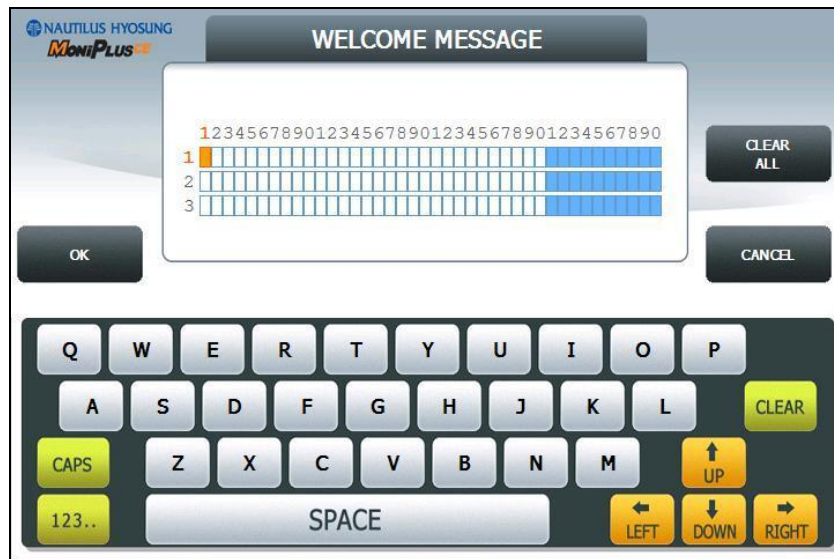 NAUTILUS HYOSUNG
MoniPlusCE
WELCOME MESSAGE
1234567890123456789012345678901234567890
1
2
3
CLEAR
ALL
OK
CANCEL
Q W E R T Y U I O P
A S D F G H J K L CLEAR
CAPS Z X C V B N M UP
123.. SPACE LEFT DOWN RIGHT